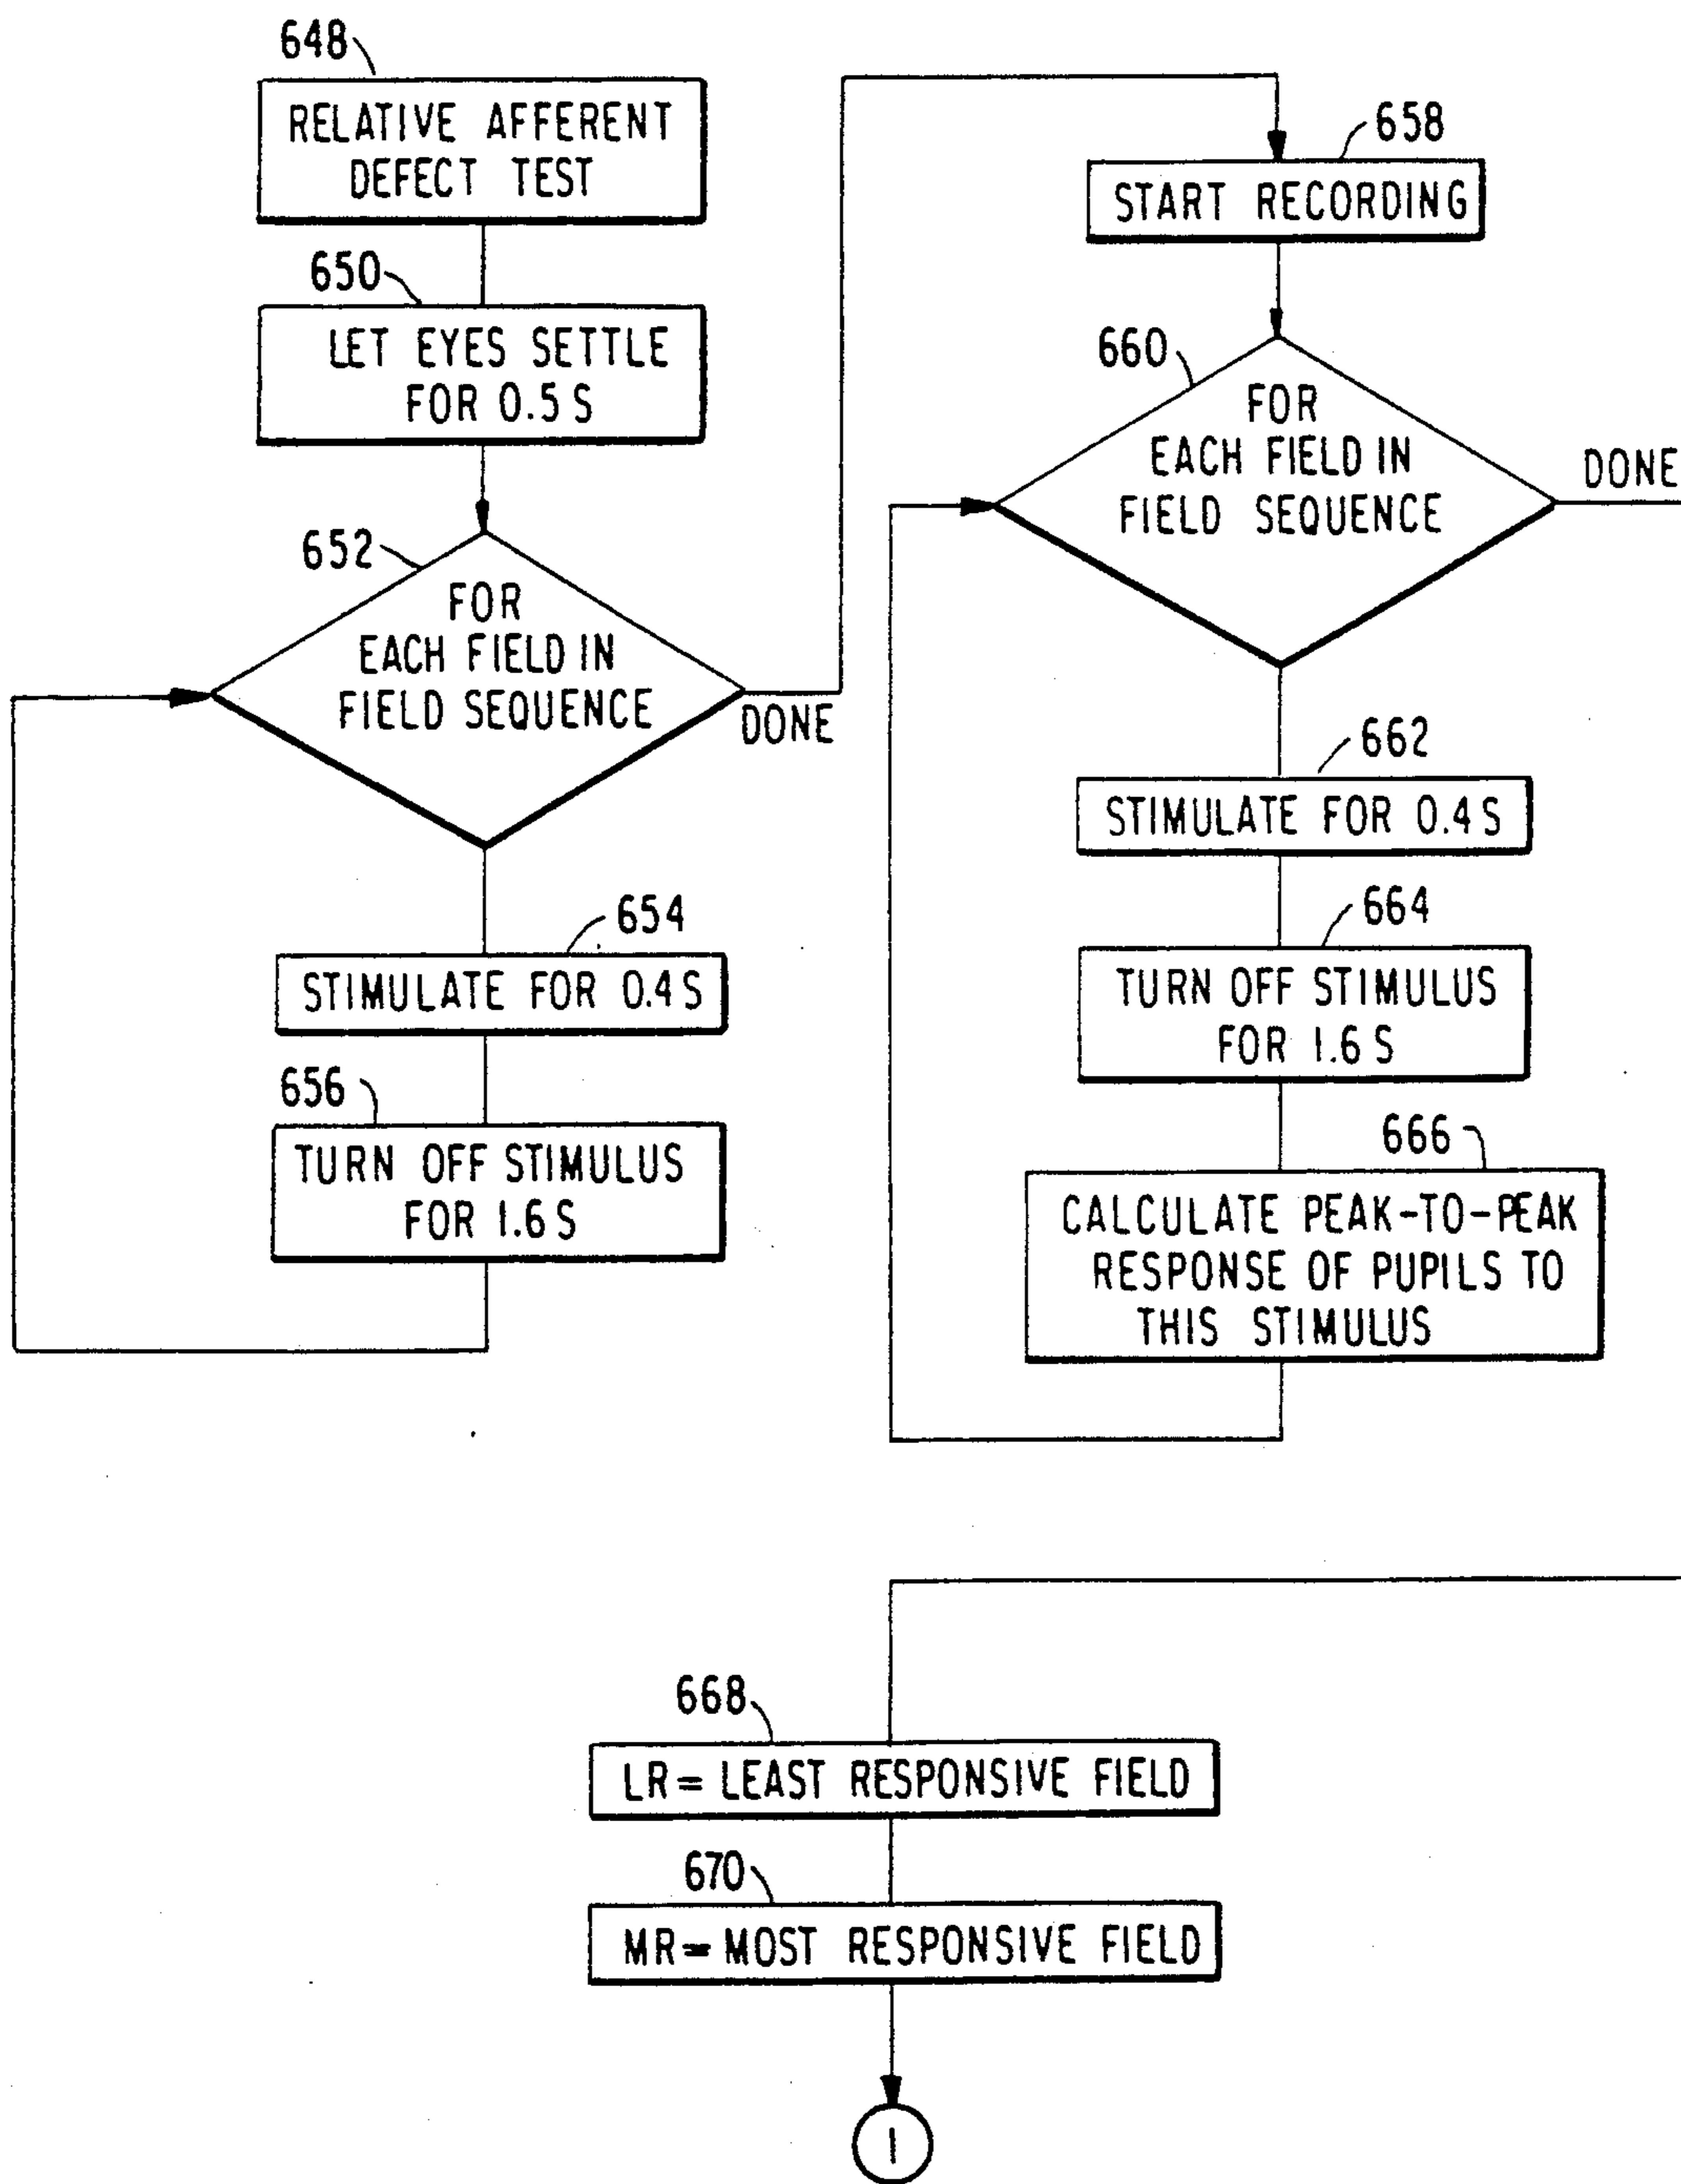 648
RELATIVE AFFERENT
DEFECT TEST
650
LET EYES SETTLE
FOR 0.5 S
652
FOR
EACH FIELD IN
FIELD SEQUENCE
DONE
654
STIMULATE FOR 0.4 S
656
TURN OFF STIMULUS
FOR 1.6 S
658
START RECORDING
660
FOR
EACH FIELD IN
FIELD SEQUENCE
DONE
662
STIMULATE FOR 0.4 S
664
TURN OFF STIMULUS
FOR 1.6 S
666
CALCULATE PEAK-TO-PEAK
RESPONSE OF PUPILS TO
THIS STIMULUS
668
LR = LEAST RESPONSIVE FIELD
670
MR = MOST RESPONSIVE FIELD
1